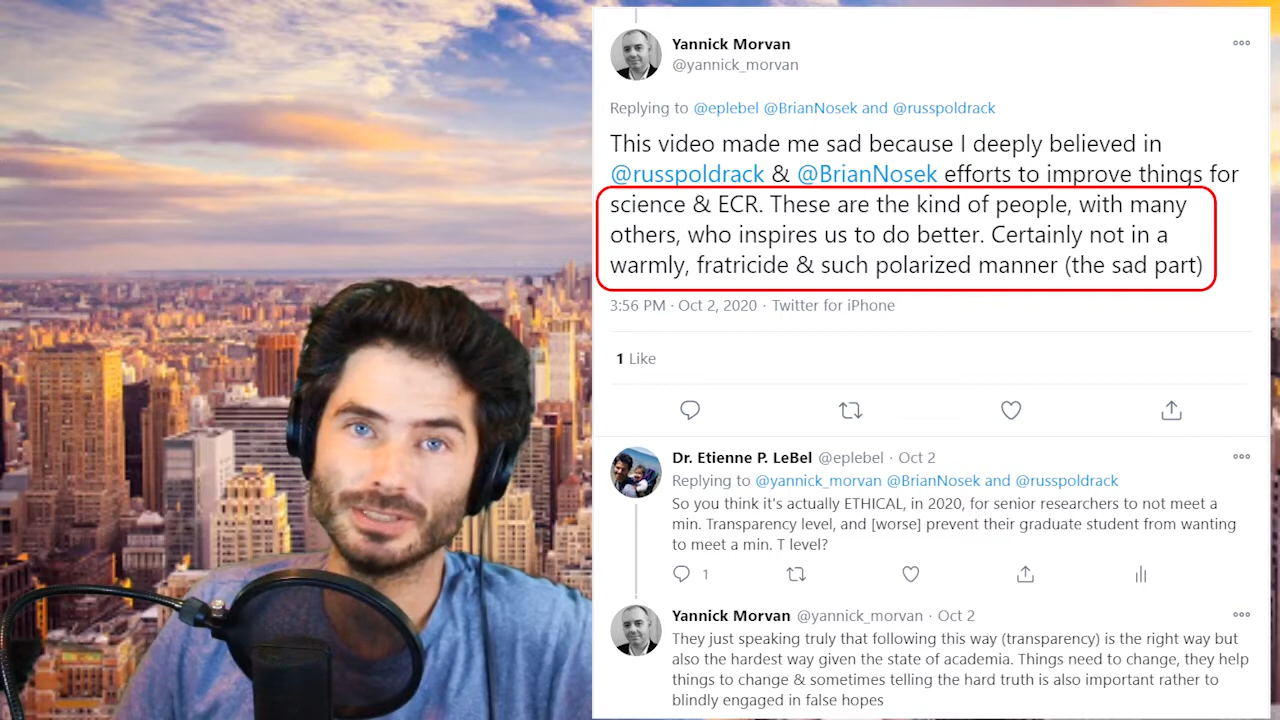 Yannick Morvan
@yannick_morvan
Replying to @eplebel @BrianNosek and @russpoldrack
This video made me sad because I deeply believed in
@russpoldrack & @BrianNosek efforts to improve things for
science & ECR. These are the kind of people, with many
others, who inspires us to do better. Certainly not in a
warmly, fratricide & such polarized manner (the sad part)
3:56 PM · Oct 2, 2020 · Twitter for iPhone
1 Like
Dr. Etienne P. LeBel @eplebel · Oct 2
Replying to @yannick_morvan @BrianNosek and @russpoldrack
So you think it's actually ETHICAL, in 2020, for senior researchers to not meet a
min. Transparency level, and [worse] prevent their graduate student from wanting
to meet a min. T level?
1
Yannick Morvan @yannick_morvan · Oct 2
They just speaking truly that following this way (transparency) is the right way but
also the hardest way given the state of academia. Things need to change, they help
things to change & sometimes telling the hard truth is also important rather to
blindly engaged in false hopes